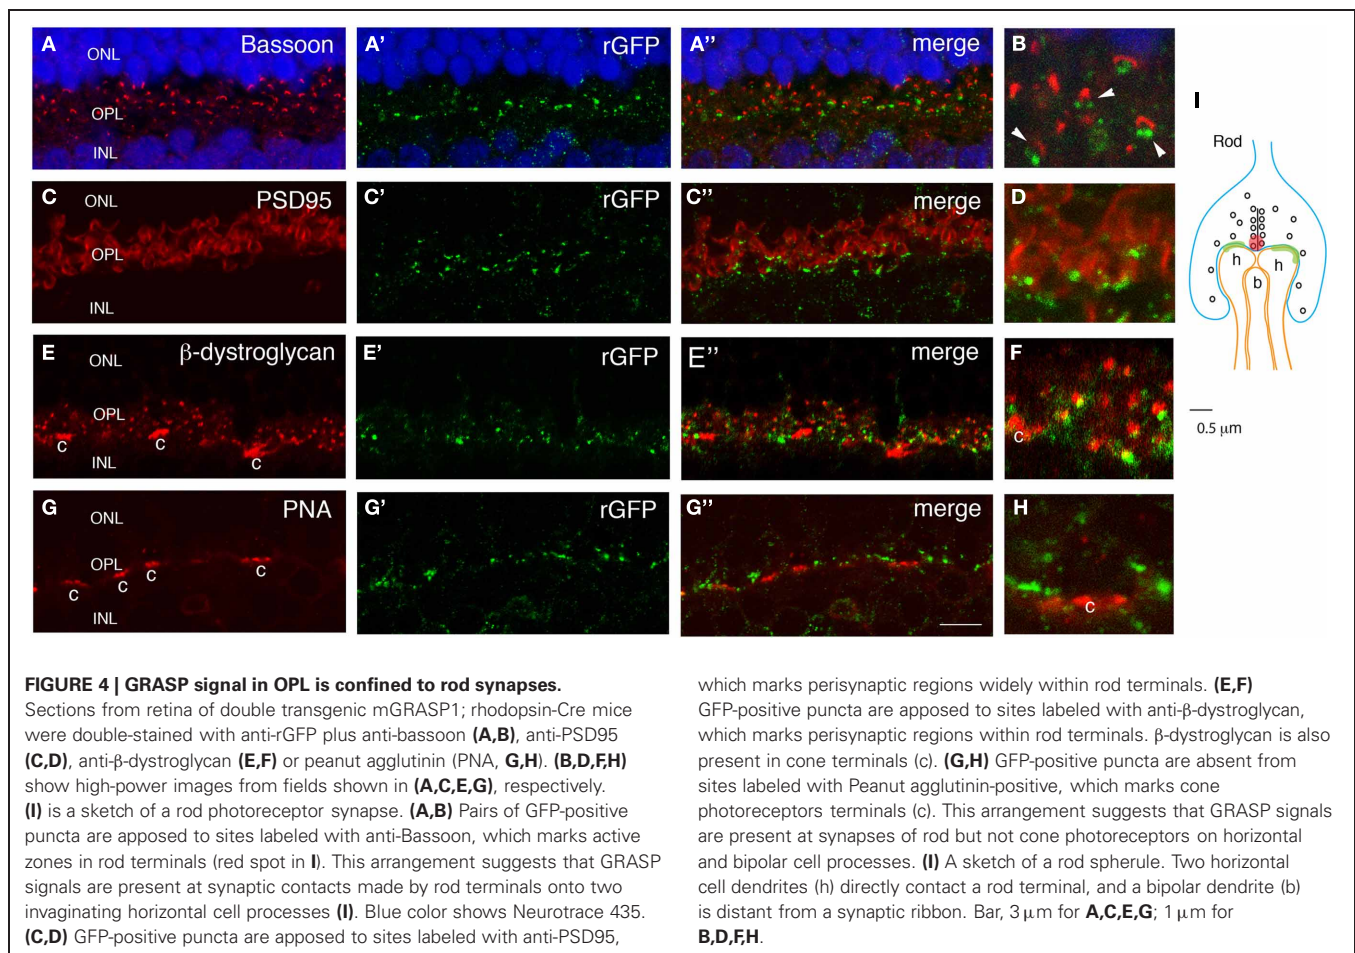 A ONL Bassoon A' rGFP A'' merge B
OPL
INL
I
Rod
h h
b
0.5 μm
C ONL PSD95 C' rGFP C'' merge D
OPL
INL
E ONL β-dystroglycan E' rGFP E'' merge F
OPL
c c c c
INL
G ONL PNA G' rGFP G'' merge H
OPL
c c c c c
INL
FIGURE 4 | GRASP signal in OPL is confined to rod synapses.
Sections from retina of double transgenic mGRASP1; rhodopsin-Cre mice
were double-stained with anti-rGFP plus anti-bassoon (A,B), anti-PSD95
(C,D), anti-β-dystroglycan (E,F) or peanut agglutinin (PNA, G,H). (B,D,F,H)
show high-power images from fields shown in (A,C,E,G), respectively.
(I) is a sketch of a rod photoreceptor synapse. (A,B) Pairs of GFP-positive
puncta are apposed to sites labeled with anti-Bassoon, which marks active
zones in rod terminals (red spot in I). This arrangement suggests that GRASP
signals are present at synaptic contacts made by rod terminals onto two
invaginating horizontal cell processes (I). Blue color shows Neurotrace 435.
(C,D) GFP-positive puncta are apposed to sites labeled with anti-PSD95,
which marks perisynaptic regions widely within rod terminals. (E,F)
GFP-positive puncta are apposed to sites labeled with anti-β-dystroglycan,
which marks perisynaptic regions within rod terminals. β-dystroglycan is also
present in cone terminals (c). (G,H) GFP-positive puncta are absent from
sites labeled with Peanut agglutinin-positive, which marks cone
photoreceptors terminals (c). This arrangement suggests that GRASP signals
are present at synapses of rod but not cone photoreceptors on horizontal
and bipolar cell processes. (I) A sketch of a rod spherule. Two horizontal
cell dendrites (h) directly contact a rod terminal, and a bipolar dendrite (b)
is distant from a synaptic ribbon. Bar, 3 μm for A,C,E,G; 1 μm for
B,D,F,H.